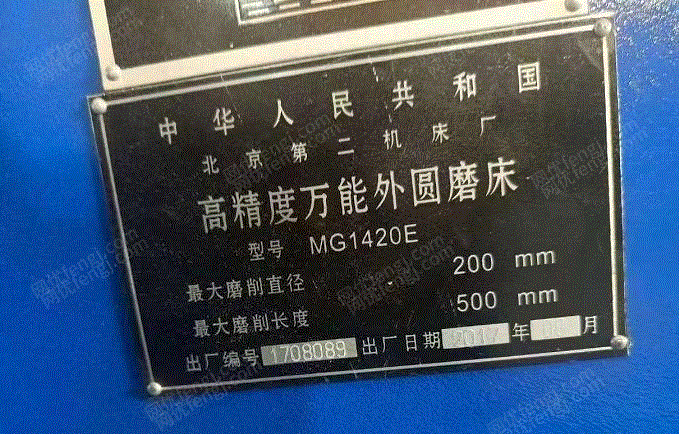 中华人民共和国
北京第二机床厂
高精度万能外圆磨床
型号 MG1420E
最大磨削直径 200 mm
最大磨削长度 500 mm
出厂编号 1708089 出厂日期 2017 年 月